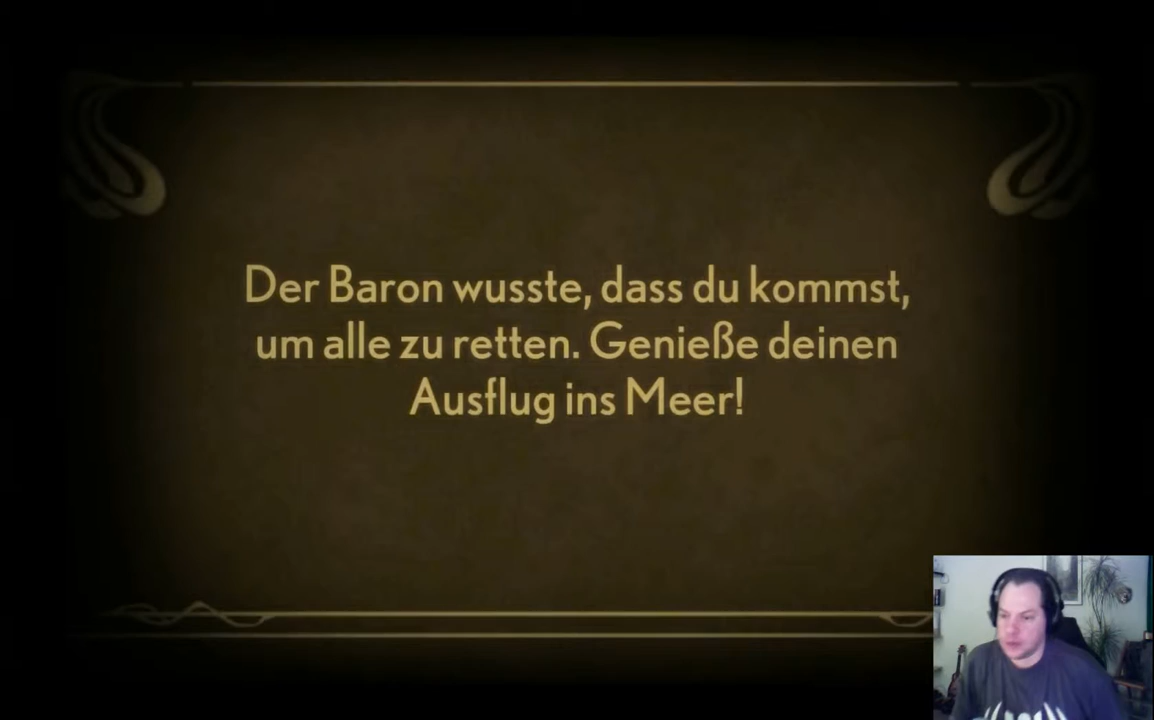 Der Baron wusste, dass du kommst,
um alle zu retten. Genieße deinen
Ausflug ins Meer!